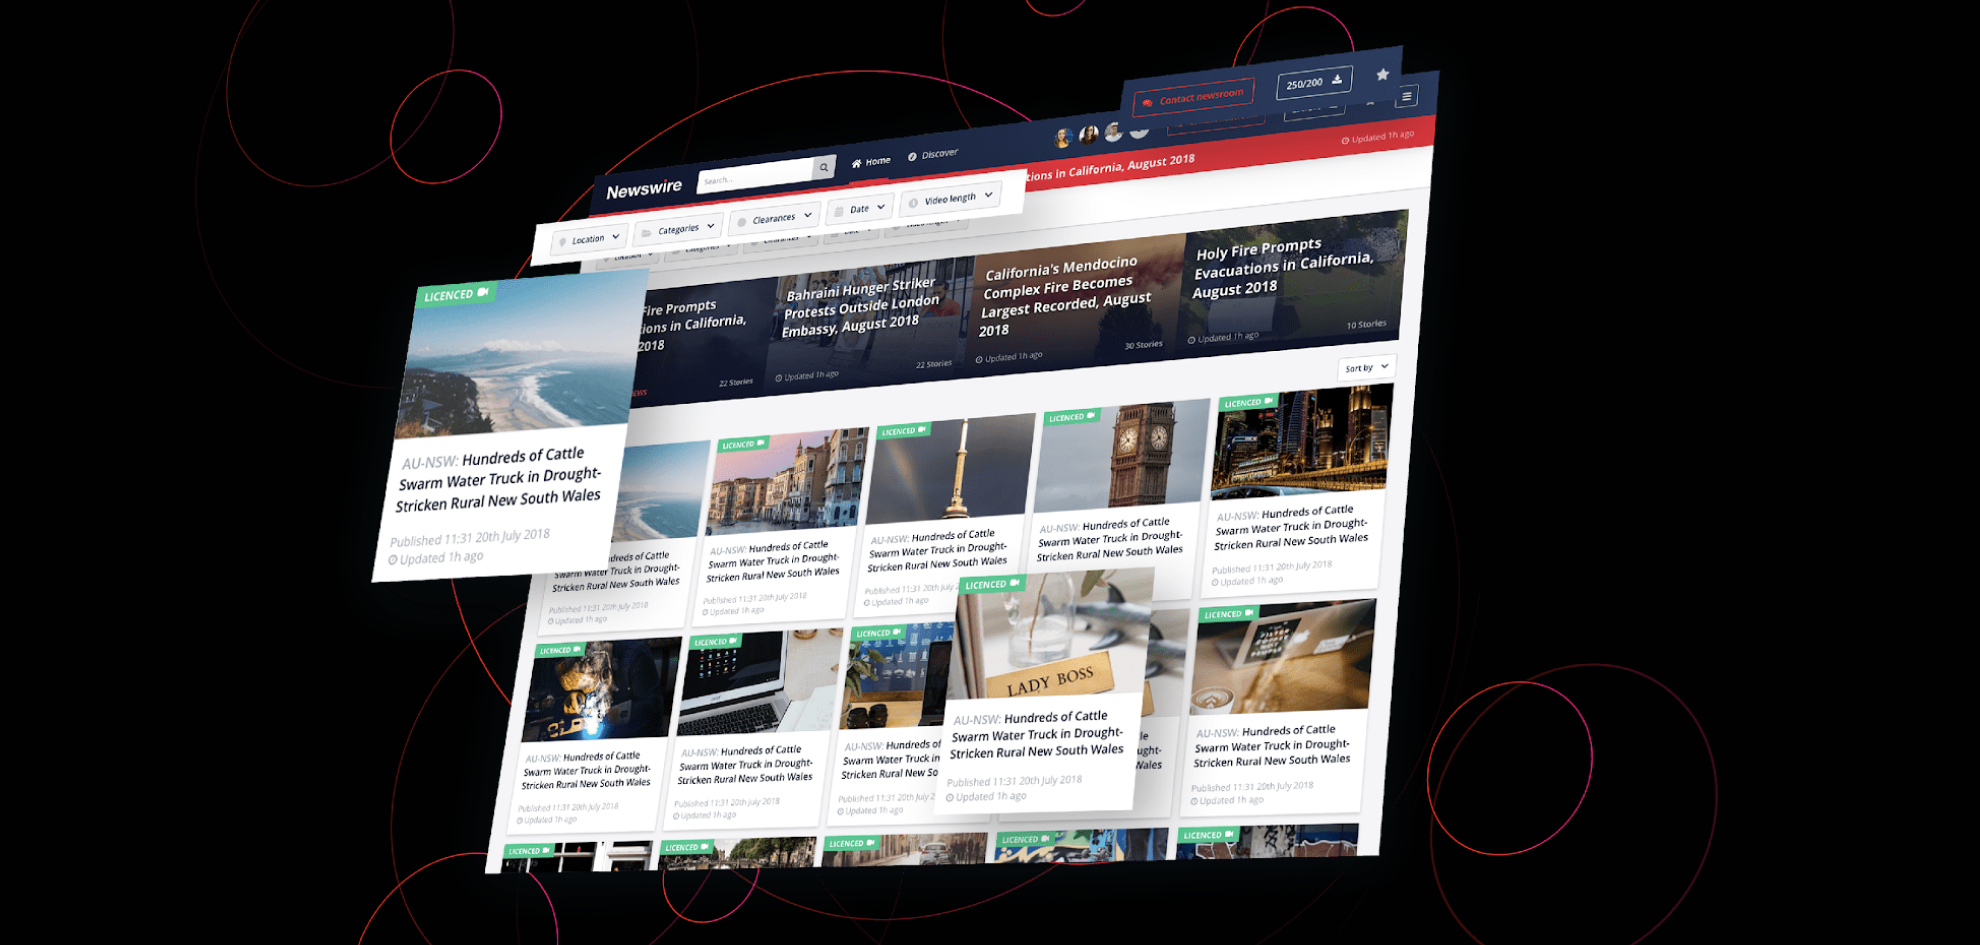 Contact newsroom
250/200
Newswire
Search...
Home
Discover
tions in California, August 2018
Updated 1h ago
Location
Categories
Clearances
Date
Video length
Fire Prompts
tions in California,
2018
22 Stories
Bahraini Hunger Striker
Protests Outside London
Embassy, August 2018
Updated 1h ago
22 Stories
California's Mendocino
Complex Fire Becomes
Largest Recorded, August
2018
Updated 1h ago
30 Stories
Holy Fire Prompts
Evacuations in California,
August 2018
Updated 1h ago
10 Stories
Sort by
LICENCED
AU-NSW: Hundreds of Cattle
Swarm Water Truck in Drought-
Stricken Rural New South Wales
Published 11:31 20th July 2018
Updated 1h ago
dreds of Cattle
Swarm Water Truck in Drought-
Stricken Rural New South Wales
Published 11:31 20th July 2018
Updated 1h ago
LICENCED
AU-NSW: Hundreds of Cattle
Swarm Water Truck in Drought-
Stricken Rural New South Wales
Published 11:31 20th July 2018
Updated 1h ago
LICENCED
AU-NSW: Hundreds of Cattle
Swarm Water Truck in Drought-
Stricken Rural New South Wales
Published 11:31 20th July 2
Updated 1h ago
LICENCED
AU-NSW: Hundreds of Cattle
Swarm Water Truck in Drought-
Stricken Rural New South Wales
LICENCED
AU-NSW: Hundreds of Cattle
Swarm Water Truck in Drought-
Stricken Rural New South Wales
Published 11:31 20th July 2018
Updated 1h ago
LICENCED
AU-NSW: Hundreds of Cattle
Swarm Water Truck in Drought-
Stricken Rural New South Wales
Published 11:31 20th July 2018
Updated 1h ago
LICENCED
AU-NSW: Hundreds of Cattle
Swarm Water Truck in Drought-
Stricken Rural New South Wales
Published 11:31 20th July 2018
Updated 1h ago
LICENCED
AU-NSW: Hundreds o
Swarm Water Truck in
Stricken Rural New So
Published 11:31 20th July 2
Updated 1h ago
LICENCED
LADY BOSS
AU-NSW: Hundreds of Cattle
Swarm Water Truck in Drought-
Stricken Rural New South Wales
Published 11:31 20th July 2018
Updated 1h ago
ught-
Wales
LICENCED
AU-NSW: Hundreds of Cattle
Swarm Water Truck in Drought-
Stricken Rural New South Wales
Published 11:31 20th July 2018
Updated 1h ago
LICENCED
LICENCED
LICENCED
LICENCED
LICENCED